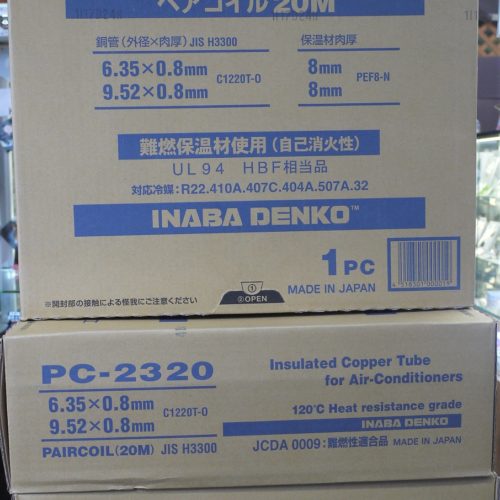 ペアコイル20M
銅管(外径×肉厚)JIS H3300
6.35×0.8mm
9.52×0.8mm
C1220T-O
保温材肉厚
8mm
8mm
PEF8-N
難燃保温材使用(自己消火性)
UL94 HBF相当品
対応冷媒:R22.410A.407C.404A.507A.32
INABA DENKO™
1PC
MADE IN JAPAN
※開封部の接触による怪我にご注意ください
①
②OPEN
PC-2320
6.35×0.8mm
9.52×0.8mm
C1220T-O
PAIRCOIL(20M) JIS H3300
Insulated Copper Tube
for Air-Conditioners
120℃ Heat resistance grade
INABA DENKO
JCDA 0009:難燃性適合品 MADE IN JAPAN